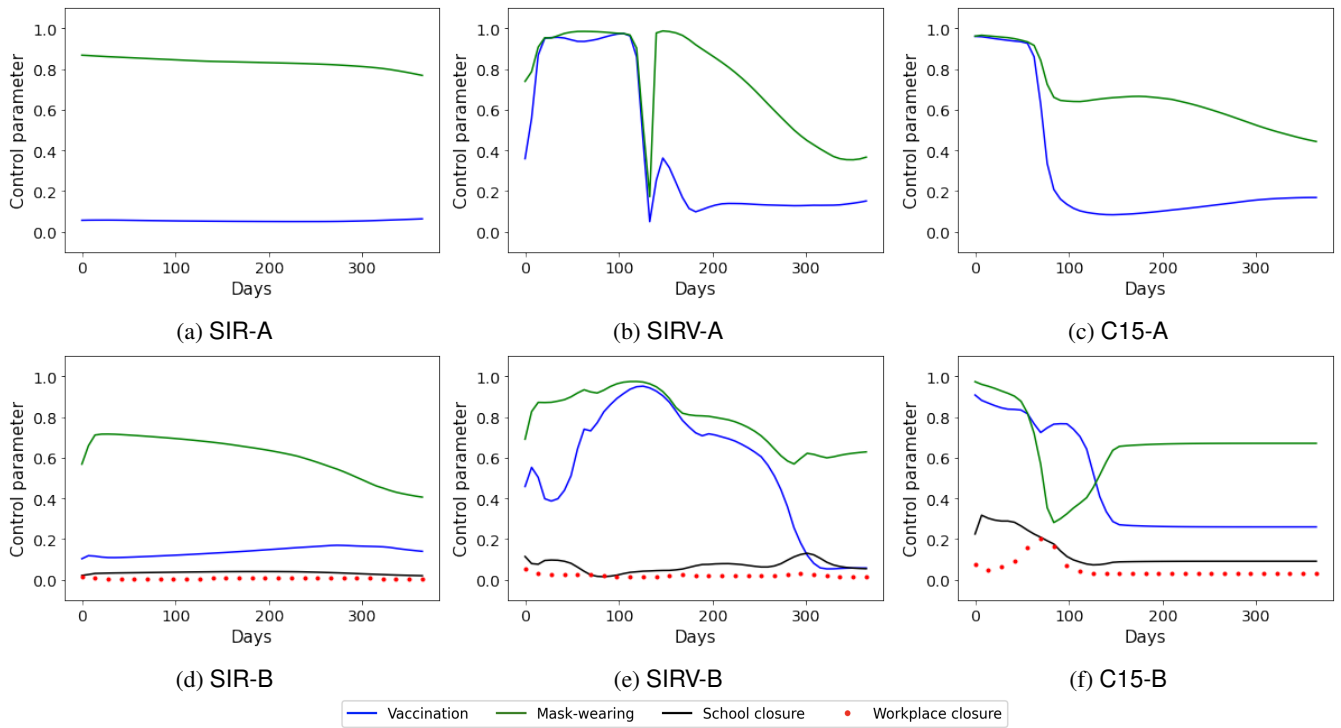 Control parameter
1.0
0.8
0.6
0.4
0.2
0.0
0 100 200 300
Days
(a) SIR-A
Control parameter
1.0
0.8
0.6
0.4
0.2
0.0
0 100 200 300
Days
(b) SIRV-A
Control parameter
1.0
0.8
0.6
0.4
0.2
0.0
0 100 200 300
Days
(c) C15-A
Control parameter
1.0
0.8
0.6
0.4
0.2
0.0
0 100 200 300
Days
(d) SIR-B
Control parameter
1.0
0.8
0.6
0.4
0.2
0.0
0 100 200 300
Days
(e) SIRV-B
Control parameter
1.0
0.8
0.6
0.4
0.2
0.0
0 100 200 300
Days
(f) C15-B
Vaccination Mask-wearing School closure Workplace closure